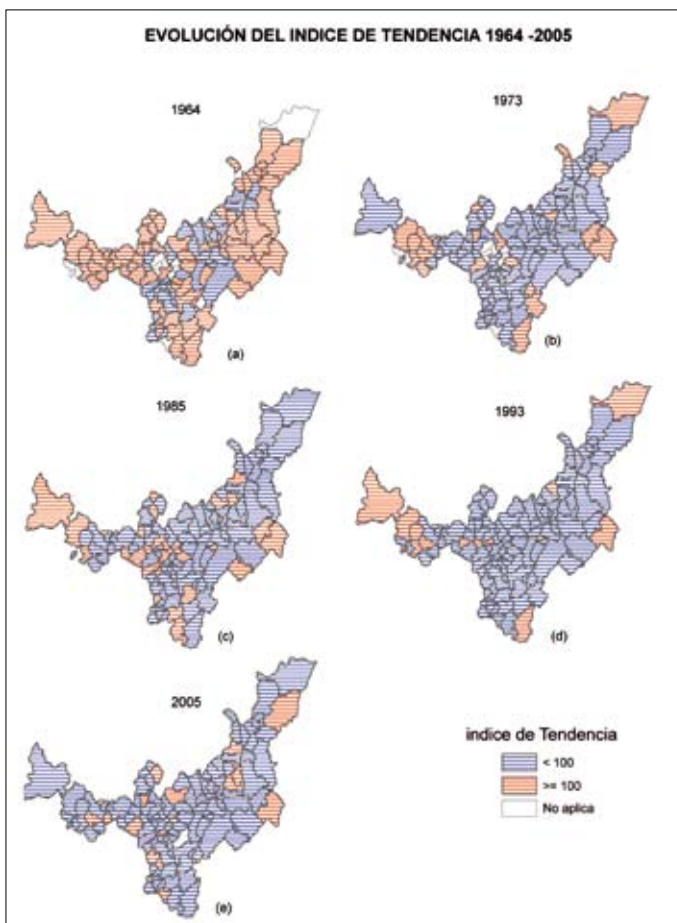 EVOLUCIÓN DEL INDICE DE TENDENCIA 1964 -2005
1964
1973
(a)
(b)
1985
1993
(c)
(d)
2005
indice de Tendencia
< 100
>= 100
No aplica
(e)